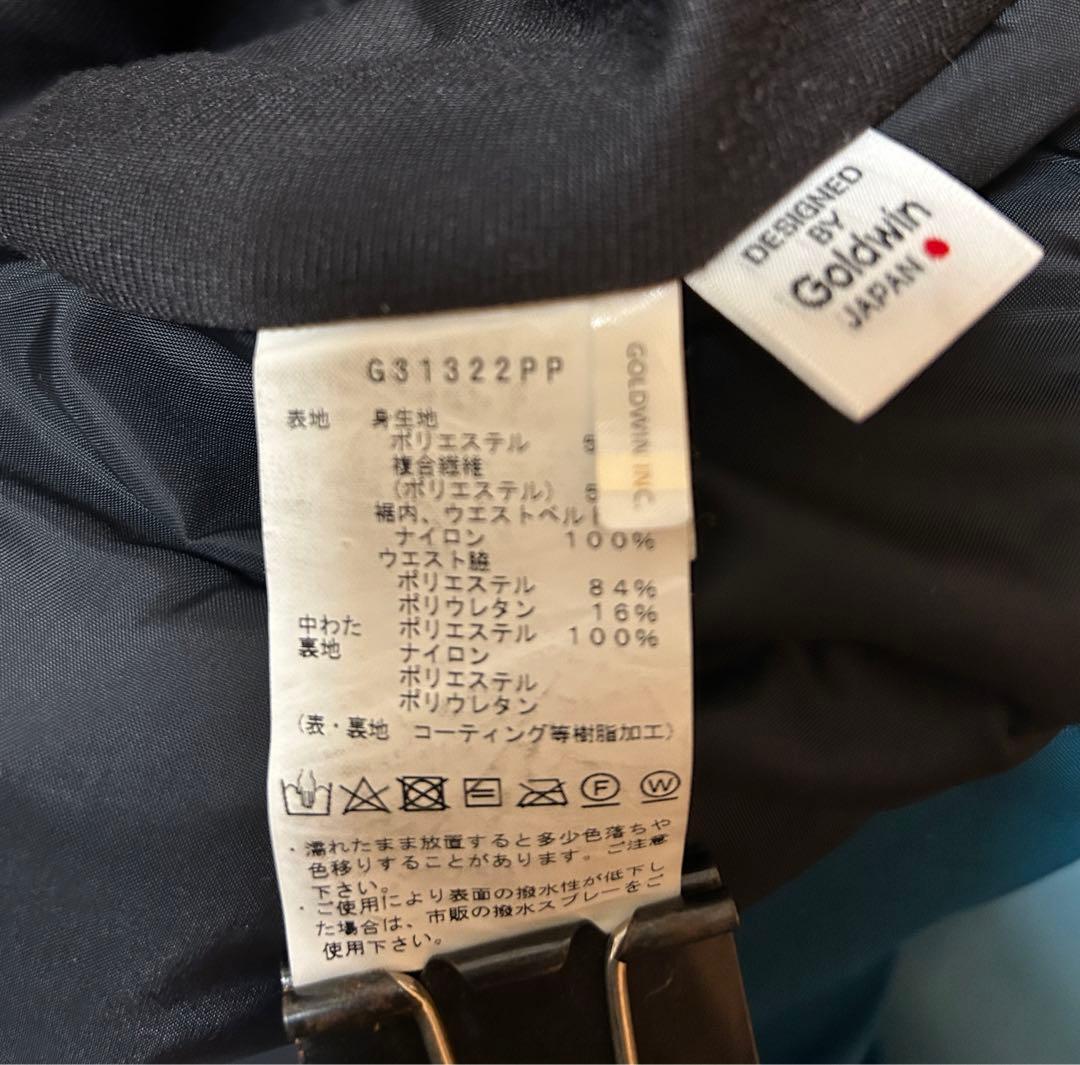 DESIGNED
BY
Goldwin
JAPAN
GOLDWIN INC.
G31322PP
表地 身生地
ポリエステル
複合繊維
(ポリエステル)
裾内、ウエストベルト
ナイロン 100%
ウエスト脇
ポリエステル 84%
ポリウレタン 16%
中わた ポリエステル 100%
裏地 ナイロン
ポリエステル
ポリウレタン
(表・裏地 コーティング等樹脂加工)
F W
・濡れたまま放置すると多少色落ちや
色移りすることがあります。ご注意
下さい。
・ご使用により表面の撥水性が低下し
た場合は、市販の撥水スプレーをご
使用下さい。